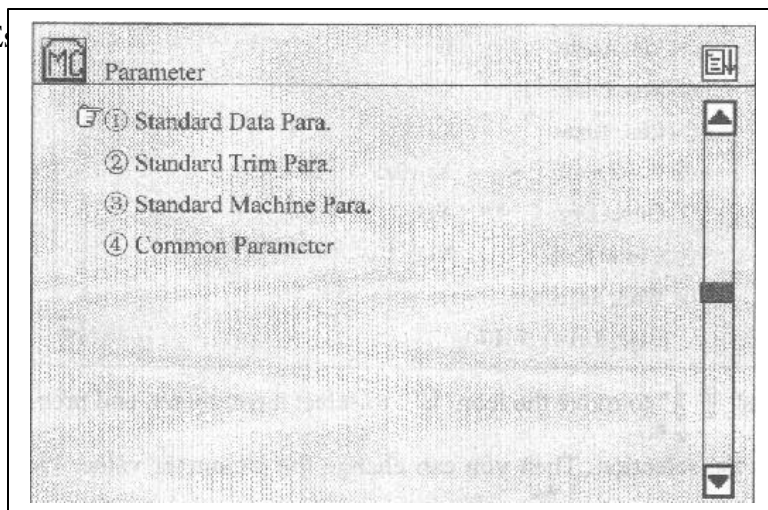 MC Parameter
① Standard Data Para.
② Standard Trim Para.
③ Standard Machine Para.
④ Common Parameter